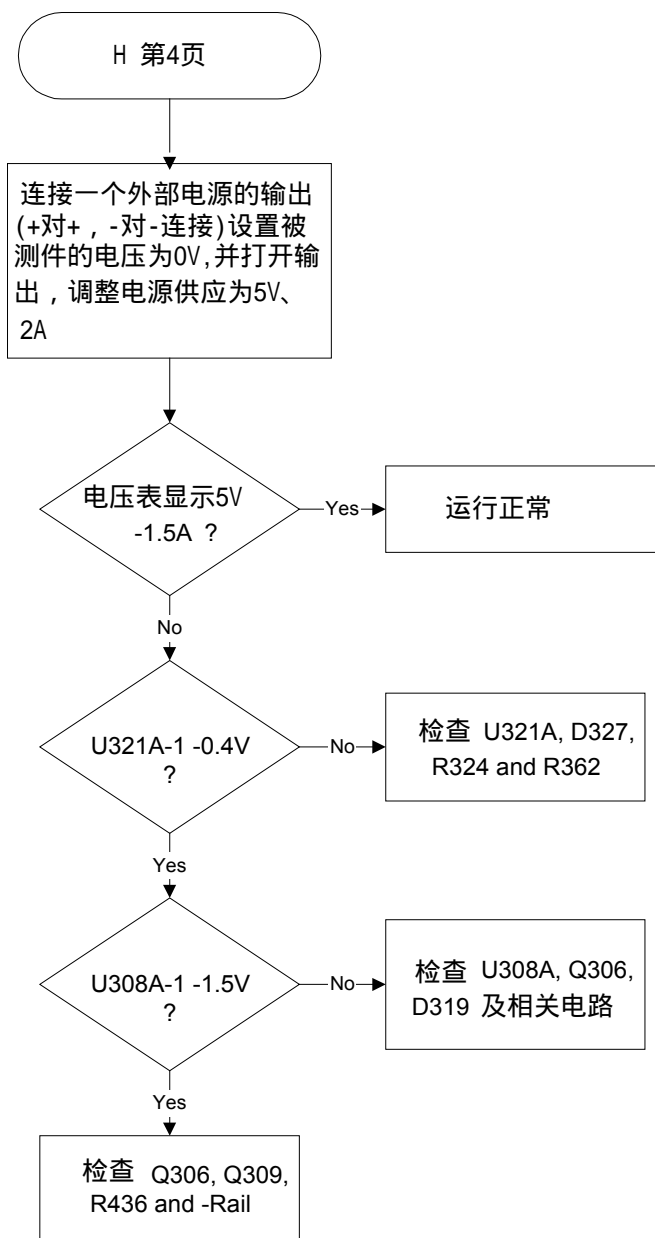 H 第4页
连接一个外部电源的输出
(+对+，-对-连接)设置被
测件的电压为0V,并打开输
出，调整电源供应为5V、
2A
电压表显示5V
-1.5A ?
Yes
运行正常
No
U321A-1 -0.4V
?
No
检查 U321A, D327,
R324 and R362
Yes
U308A-1 -1.5V
?
No
检查 U308A, Q306,
D319 及相关电路
Yes
检查 Q306, Q309,
R436 and -Rail